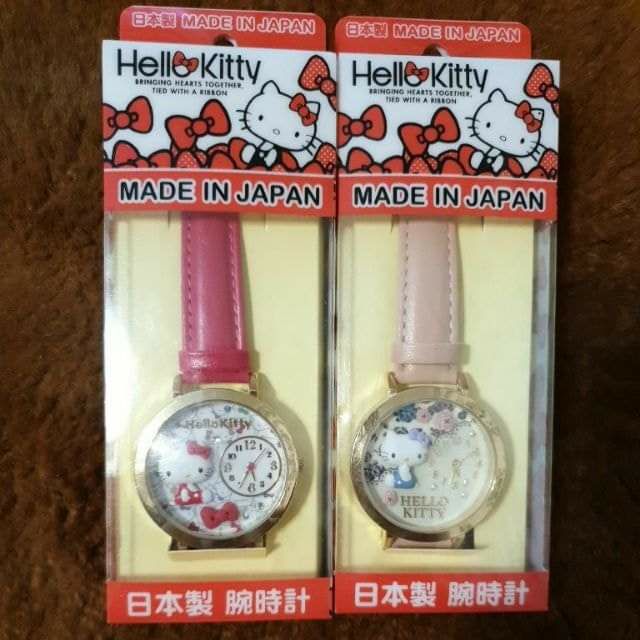 日本製 MADE IN JAPAN
Hello Kitty
BRINGING HEARTS TOGETHER,
TIED WITH A RIBBON
MADE IN JAPAN
Hello Kitty
日本製 腕時計
日本製 MADE IN JAPAN
Hello Kitty
BRINGING HEARTS TOGETHER,
TIED WITH A RIBBON
MADE IN JAPAN
HELLO
KITTY
日本製 腕時計